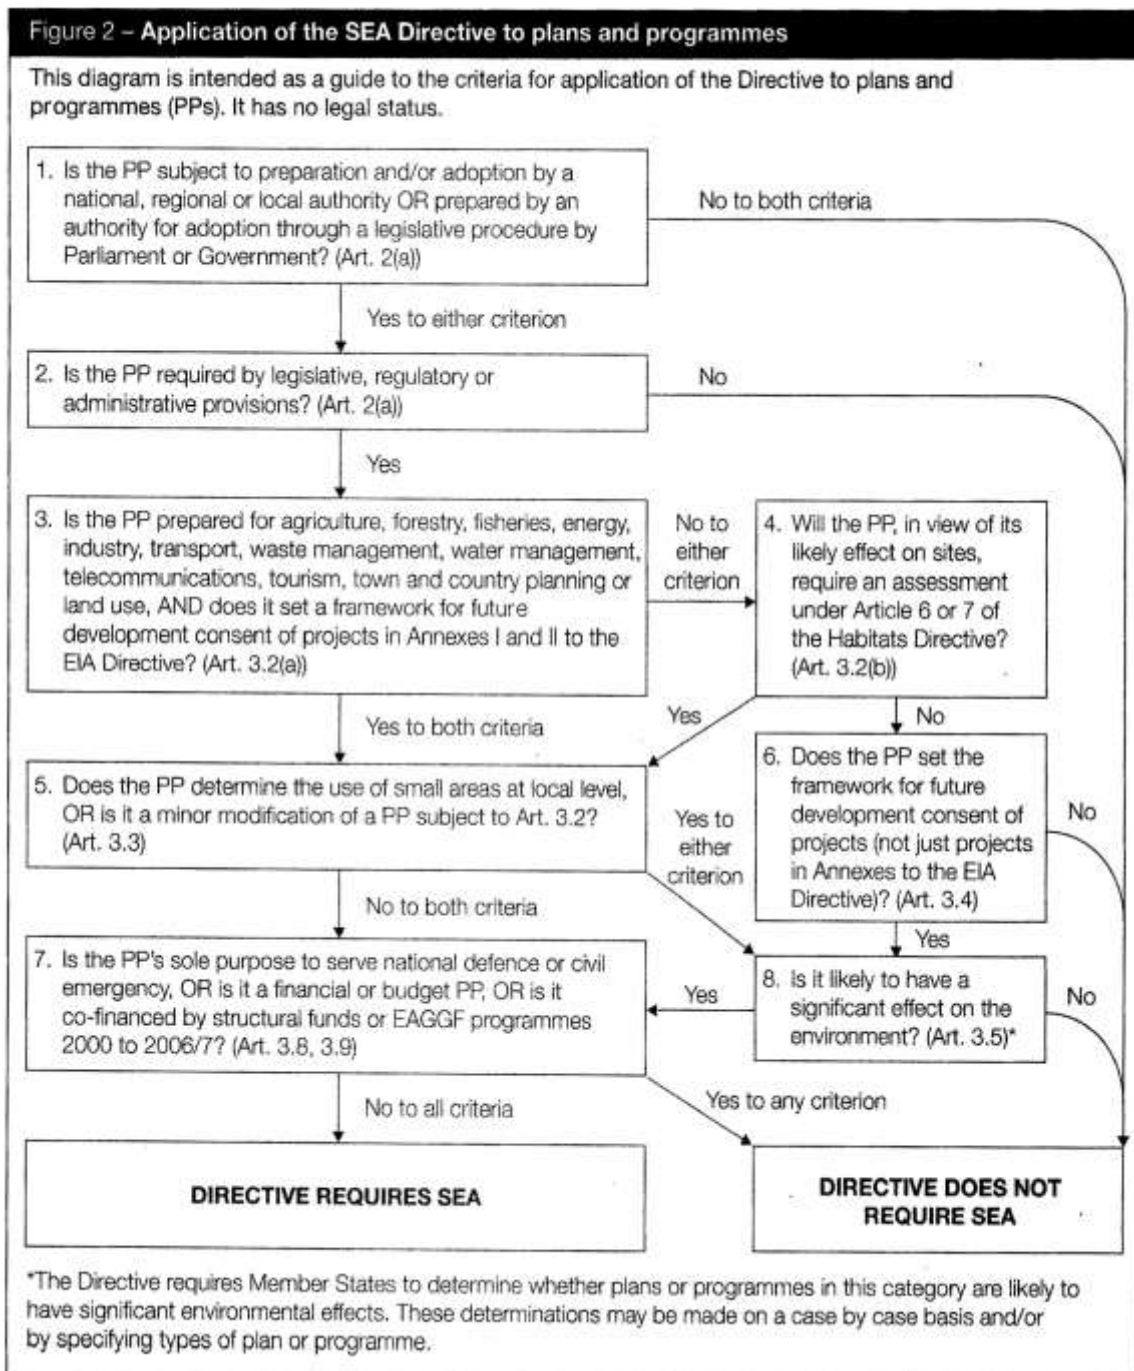 Figure 2 – Application of the SEA Directive to plans and programmes
This diagram is intended as a guide to the criteria for application of the Directive to plans and
programmes (PPs). It has no legal status.
1. Is the PP subject to preparation and/or adoption by a
national, regional or local authority OR prepared by an
authority for adoption through a legislative procedure by
Parliament or Government? (Art. 2(a))
No to both criteria
Yes to either criterion
2. Is the PP required by legislative, regulatory or
administrative provisions? (Art. 2(a))
No
Yes
3. Is the PP prepared for agriculture, forestry, fisheries, energy,
industry, transport, waste management, water management,
telecommunications, tourism, town and country planning or
land use, AND does it set a framework for future
development consent of projects in Annexes I and II to the
EIA Directive? (Art. 3.2(a))
No to
either
criterion
4. Will the PP, in view of its
likely effect on sites,
require an assessment
under Article 6 or 7 of
the Habitats Directive?
(Art. 3.2(b))
Yes to both criteria
Yes
No
5. Does the PP determine the use of small areas at local level,
OR is it a minor modification of a PP subject to Art. 3.2?
(Art. 3.3)
Yes to
either
criterion
6. Does the PP set the
framework for future
development consent of
projects (not just projects
in Annexes to the EIA
Directive)? (Art. 3.4)
No
No to both criteria
Yes
7. Is the PP's sole purpose to serve national defence or civil
emergency, OR is it a financial or budget PP, OR is it
co-financed by structural funds or EAGGF programmes
2000 to 2006/7? (Art. 3.8, 3.9)
Yes
8. Is it likely to have a
significant effect on the
environment? (Art. 3.5)*
No
No to all criteria
Yes to any criterion
DIRECTIVE REQUIRES SEA
DIRECTIVE DOES NOT
REQUIRE SEA
*The Directive requires Member States to determine whether plans or programmes in this category are likely to
have significant environmental effects. These determinations may be made on a case by case basis and/or
by specifying types of plan or programme.